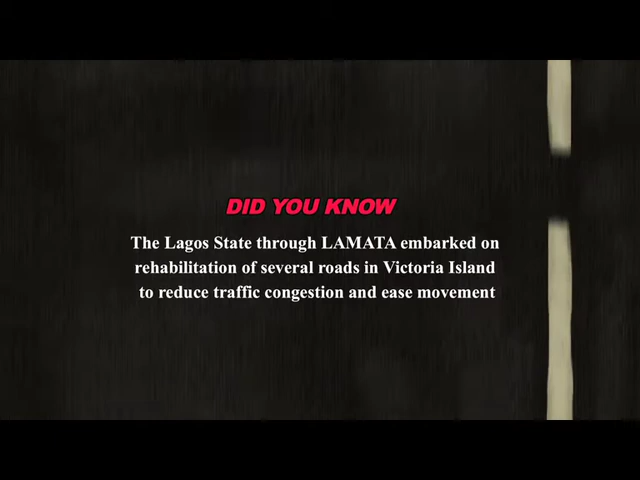 DID YOU KNOW
The Lagos State through LAMATA embarked on
rehabilitation of several roads in Victoria Island
to reduce traffic congestion and ease movement